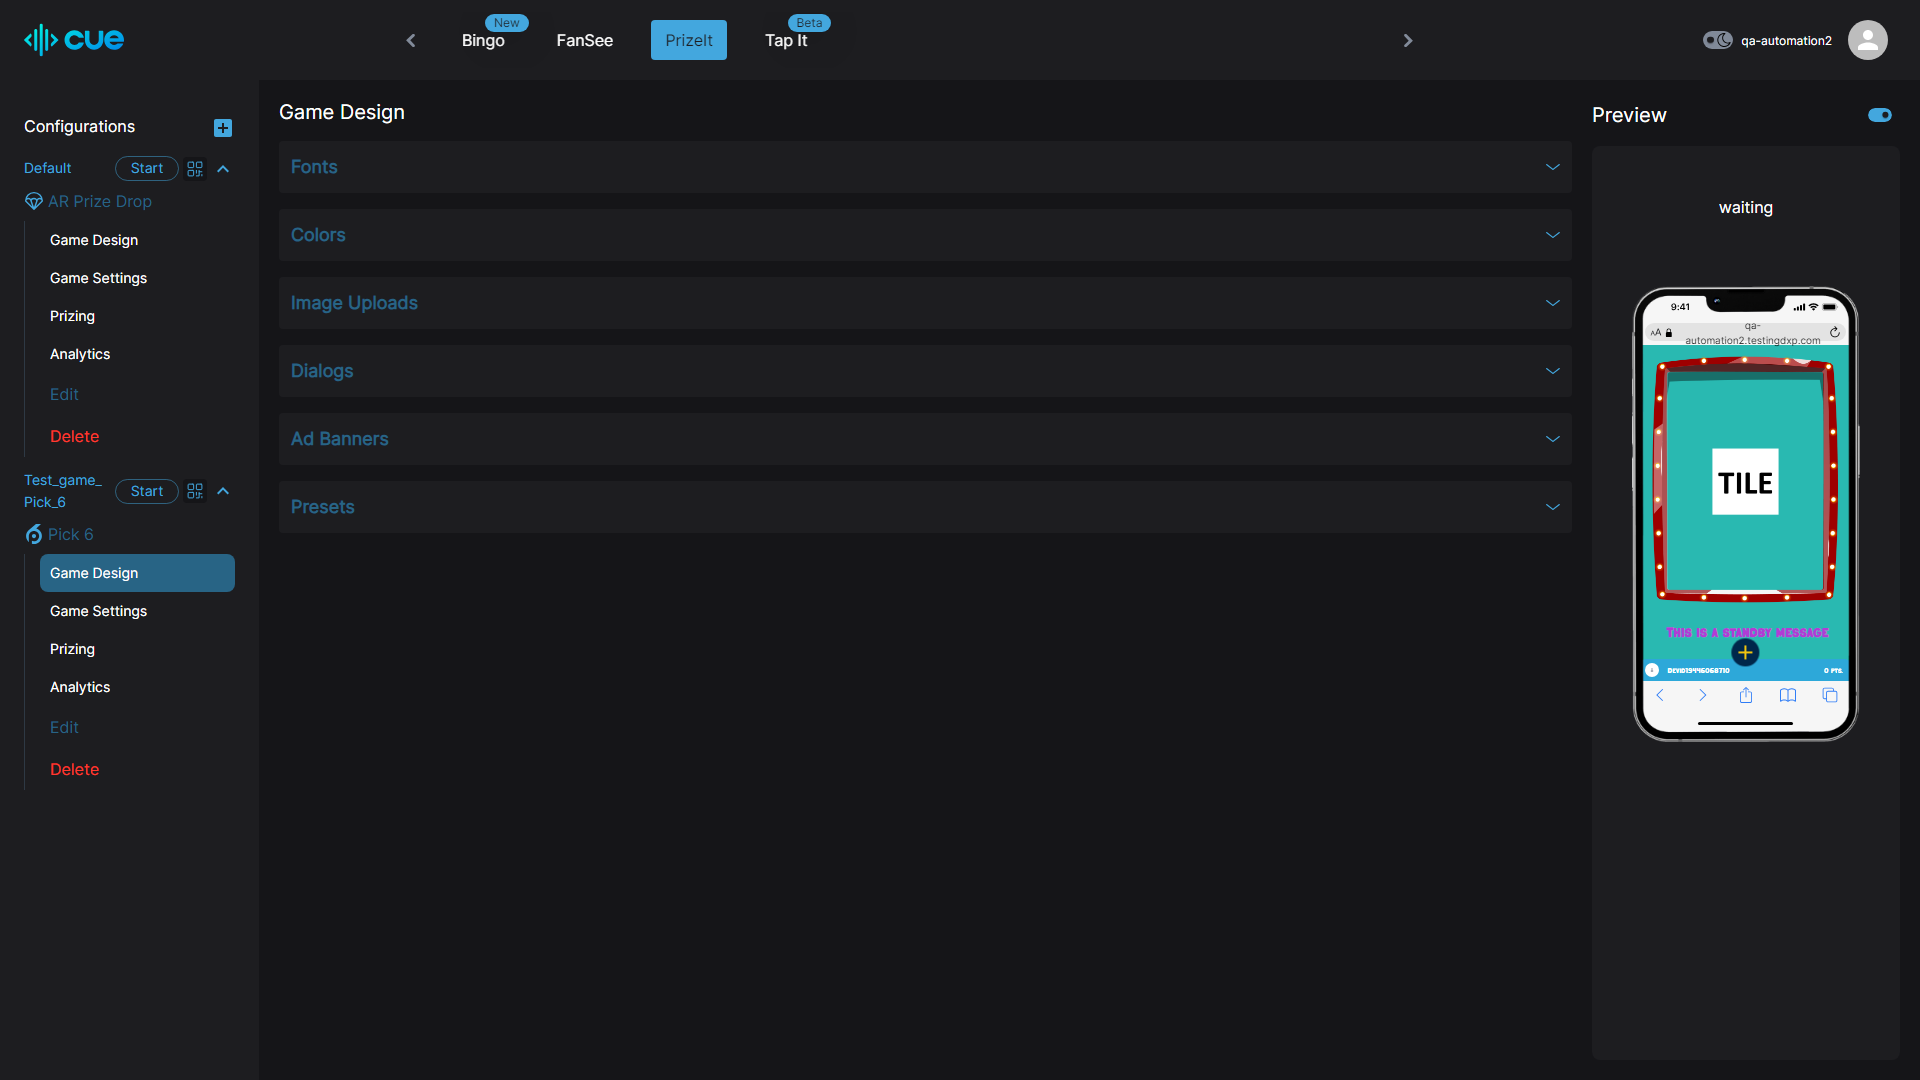 cue
New
Bingo
FanSee
PrizeIt
Beta
Tap It
qa-automation2
Configurations
Default
Start
AR Prize Drop
Game Design
Game Settings
Prizing
Analytics
Edit
Delete
Test_game_
Pick_6
Start
Pick 6
Game Design
Game Settings
Prizing
Analytics
Edit
Delete
Game Design
Fonts
Colors
Image Uploads
Dialogs
Ad Banners
Presets
Preview
waiting
9:41
AA
qa-
automation2.testingdxp.com
TILE
THIS IS A STANDBY MESSAGE
0 PTS.